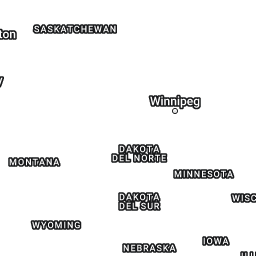 SASKATCHEWAN
ton
y
Winnipeg
DAKOTA
DEL NORTE
MONTANA
MINNESOTA
DAKOTA
DEL SUR
WISC
WYOMING
IOWA
NEBRASKA